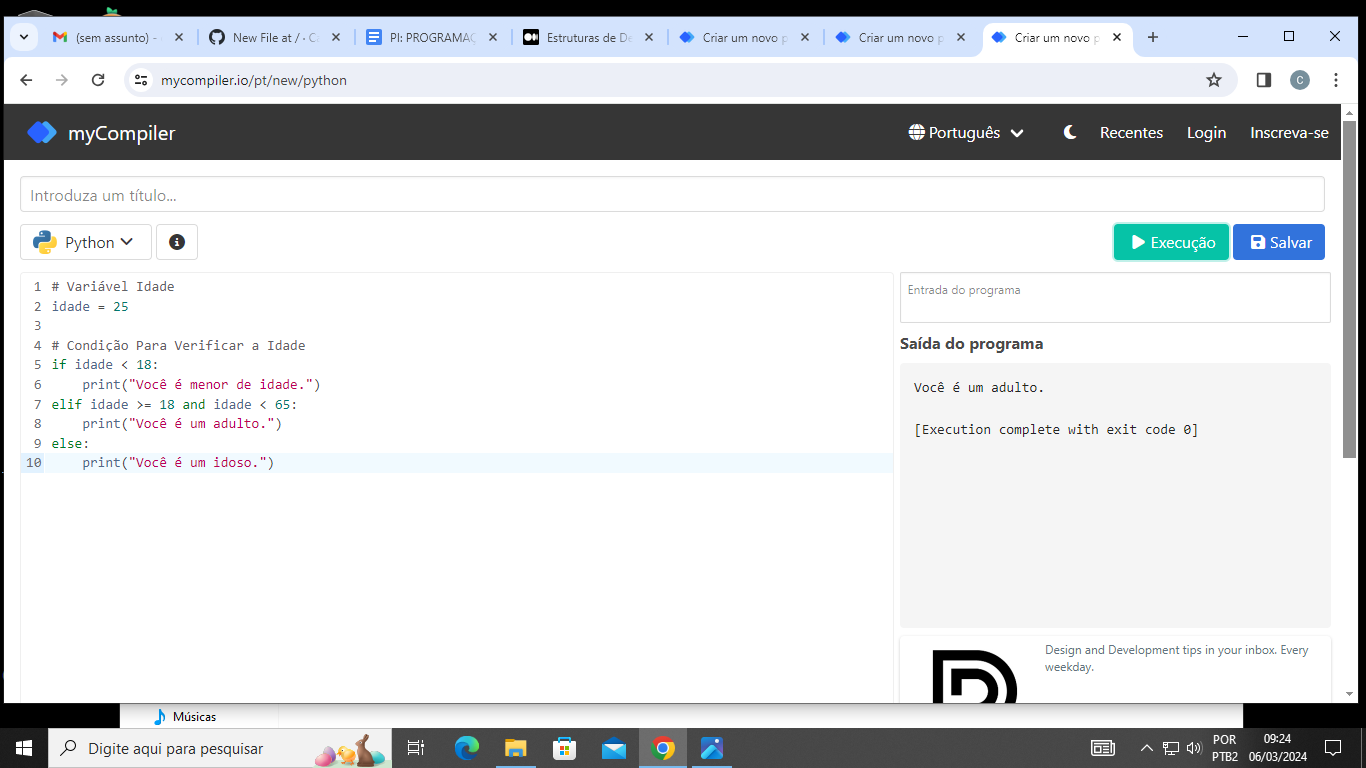 (sem assunto) -
New File at / · Ca
PI: PROGRAMAÇ
Estruturas de De
Criar um novo p
Criar um novo p
Criar um novo p
mycompiler.io/pt/new/python
C
myCompiler
Português
Recentes
Login
Inscreva-se
Introduza um título...
Python
Execução
Salvar
1 # Variável Idade
2 idade = 25
3
4 # Condição Para Verificar a Idade
5 if idade < 18:
6 print("Você é menor de idade.")
7 elif idade >= 18 and idade < 65:
8 print("Você é um adulto.")
9 else:
10 print("Você é um idoso.")
Entrada do programa
Saída do programa
Você é um adulto.
[Execution complete with exit code 0]
Design and Development tips in your inbox. Every
weekday.
Músicas
Digite aqui para pesquisar
POR
PTB2
09:24
06/03/2024